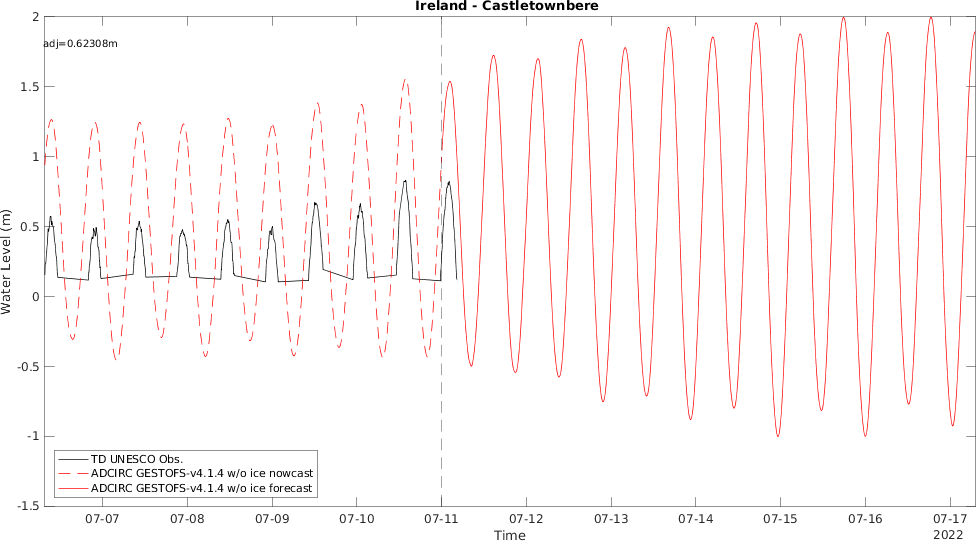 Ireland - Castletownbere
adj=0.62308m
2
1.5
1
0.5
0
-0.5
-1
-1.5
Water Level (m)
TD UNESCO Obs.
ADCIRC GESTOFS-v4.1.4 w/o ice nowcast
ADCIRC GESTOFS-v4.1.4 w/o ice forecast
07-07 07-08 07-09 07-10 07-11 07-12 07-13 07-14 07-15 07-16 07-17
Time 2022